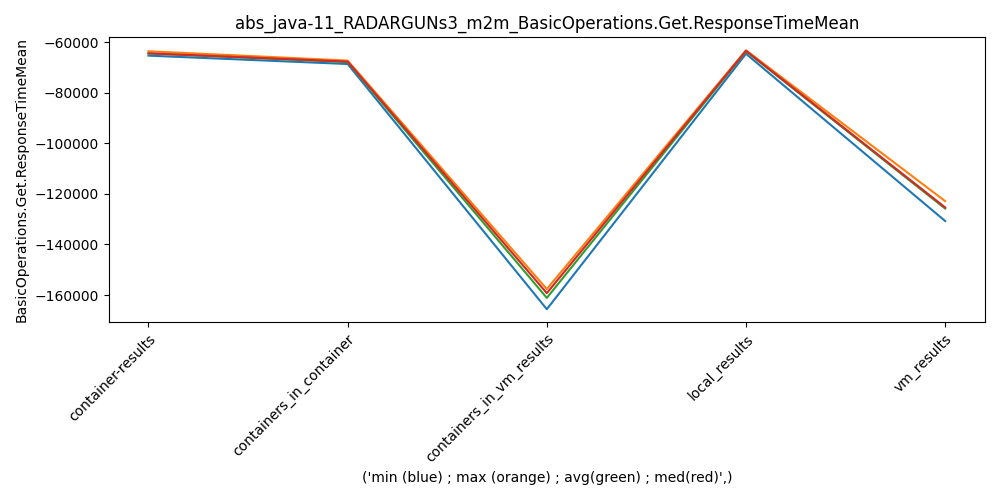 abs_java-11_RADARGUNs3_m2m_BasicOperations.Get.ResponseTimeMean
BasicOperations.Get.ResponseTimeMean
−60000
−80000
−100000
−120000
−140000
−160000
container-results
containers_in_container
containers_in_vm_results
local_results
vm_results
('min (blue) ; max (orange) ; avg(green) ; med(red)',)